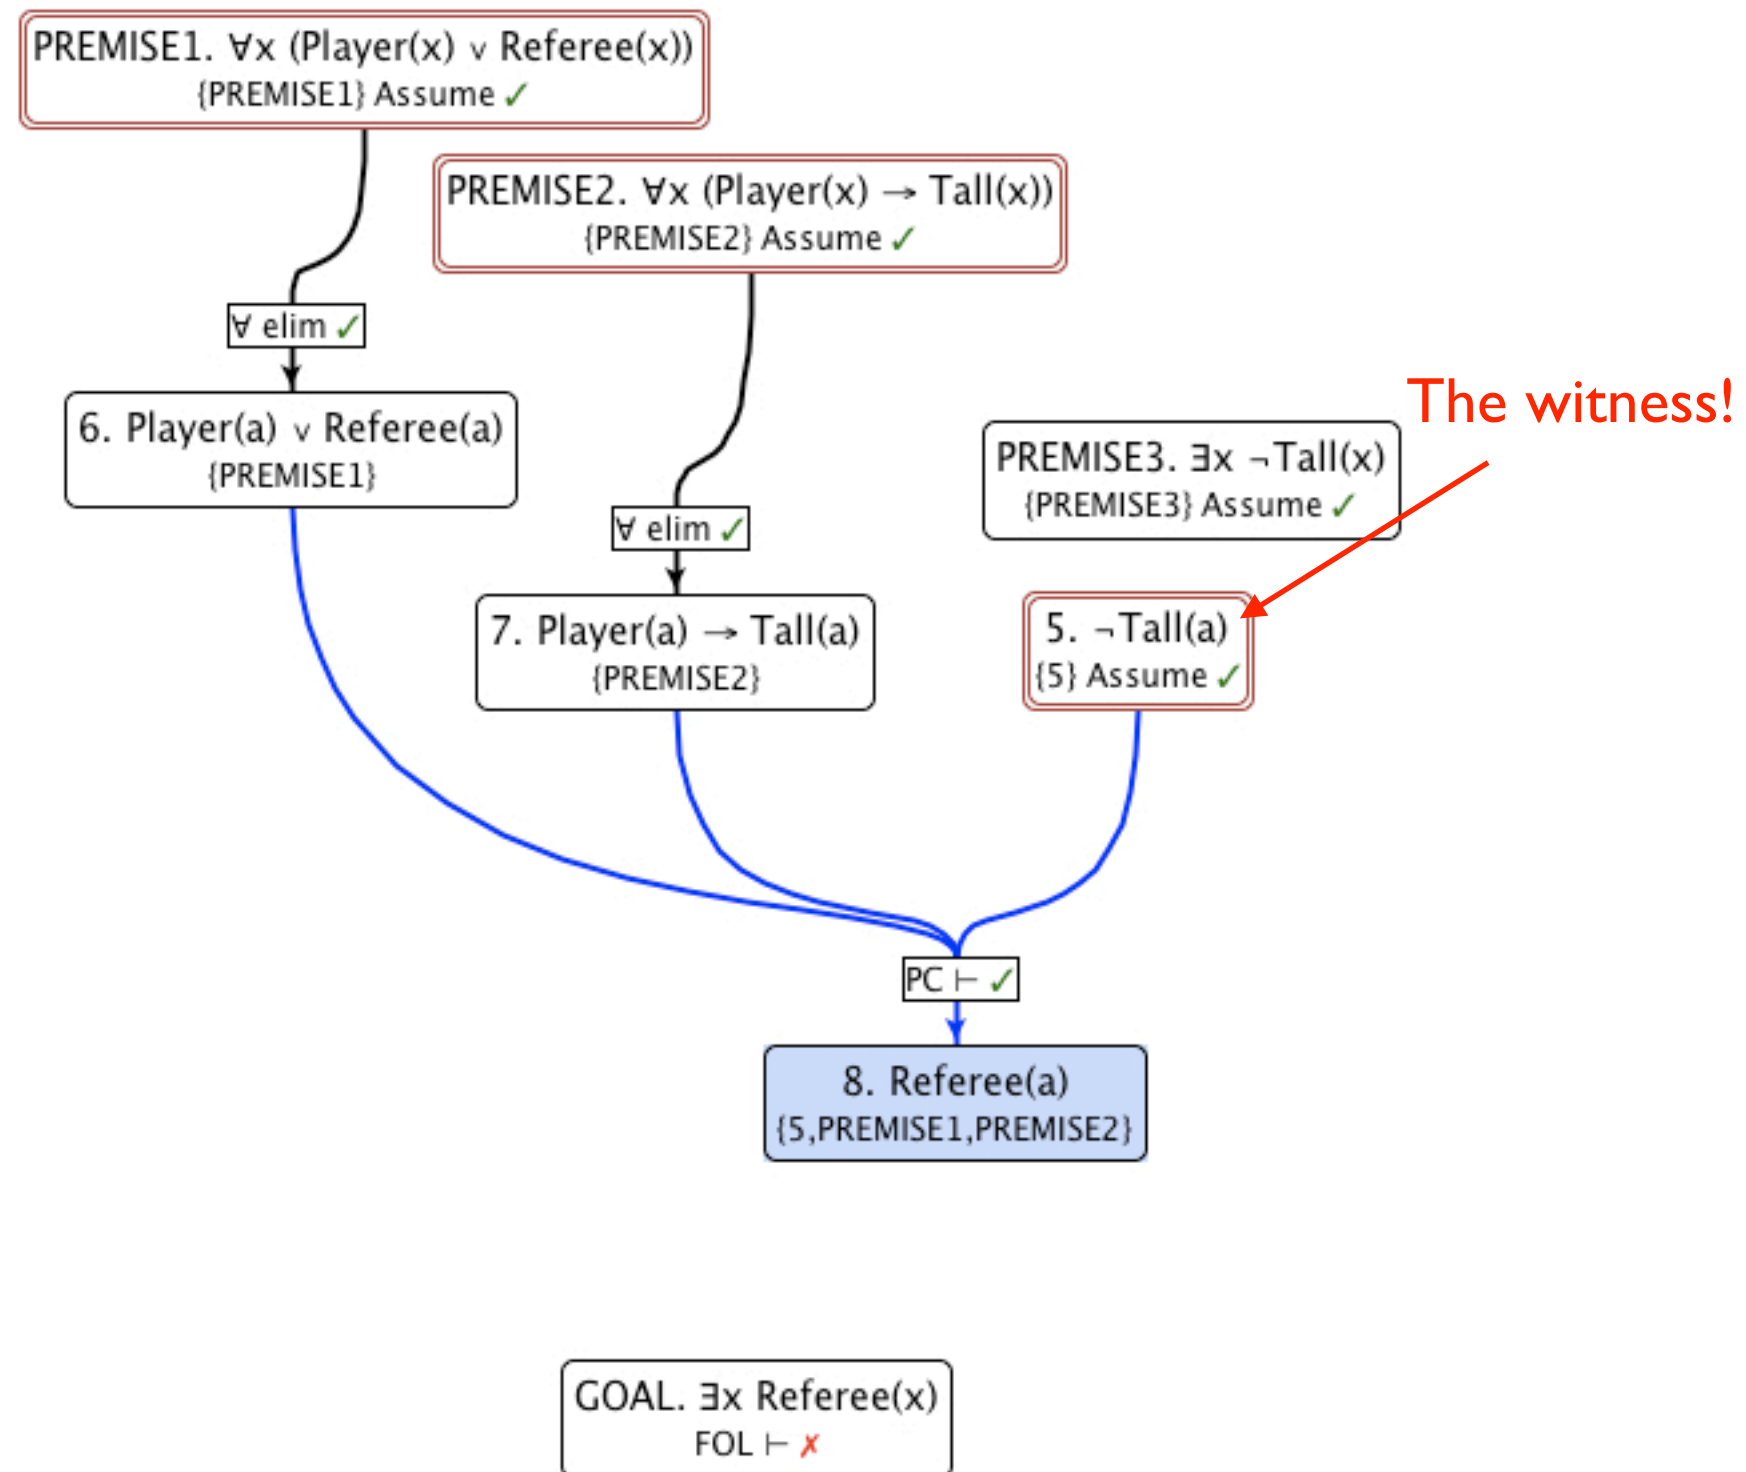 PREMISE1. ∀x (Player(x) ∨ Referee(x))
{PREMISE1} Assume ✓
PREMISE2. ∀x (Player(x) → Tall(x))
{PREMISE2} Assume ✓
∀ elim ✓
The witness!
6. Player(a) ∨ Referee(a)
{PREMISE1}
PREMISE3. ∃x ¬Tall(x)
{PREMISE3} Assume ✓
∀ elim ✓
7. Player(a) → Tall(a)
{PREMISE2}
5. ¬Tall(a)
{5} Assume ✓
PC ⊢ ✓
8. Referee(a)
{5,PREMISE1,PREMISE2}
GOAL. ∃x Referee(x)
FOL ⊢ ✗